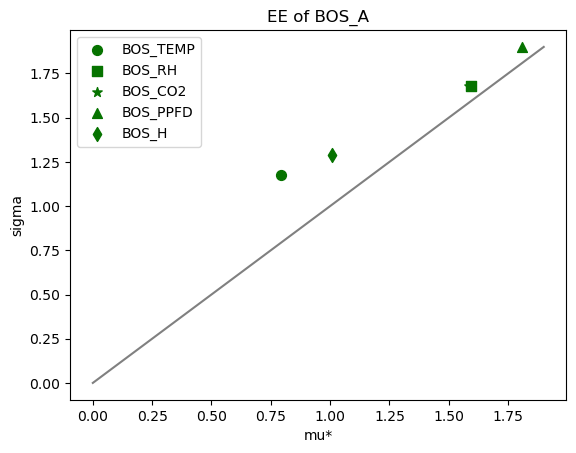 EE of BOS_A
BOS_TEMP
BOS_RH
BOS_CO2
BOS_PPFD
BOS_H
1.75
1.50
1.25
1.00
0.75
0.50
0.25
0.00
sigma
0.00 0.25 0.50 0.75 1.00 1.25 1.50 1.75
mu*